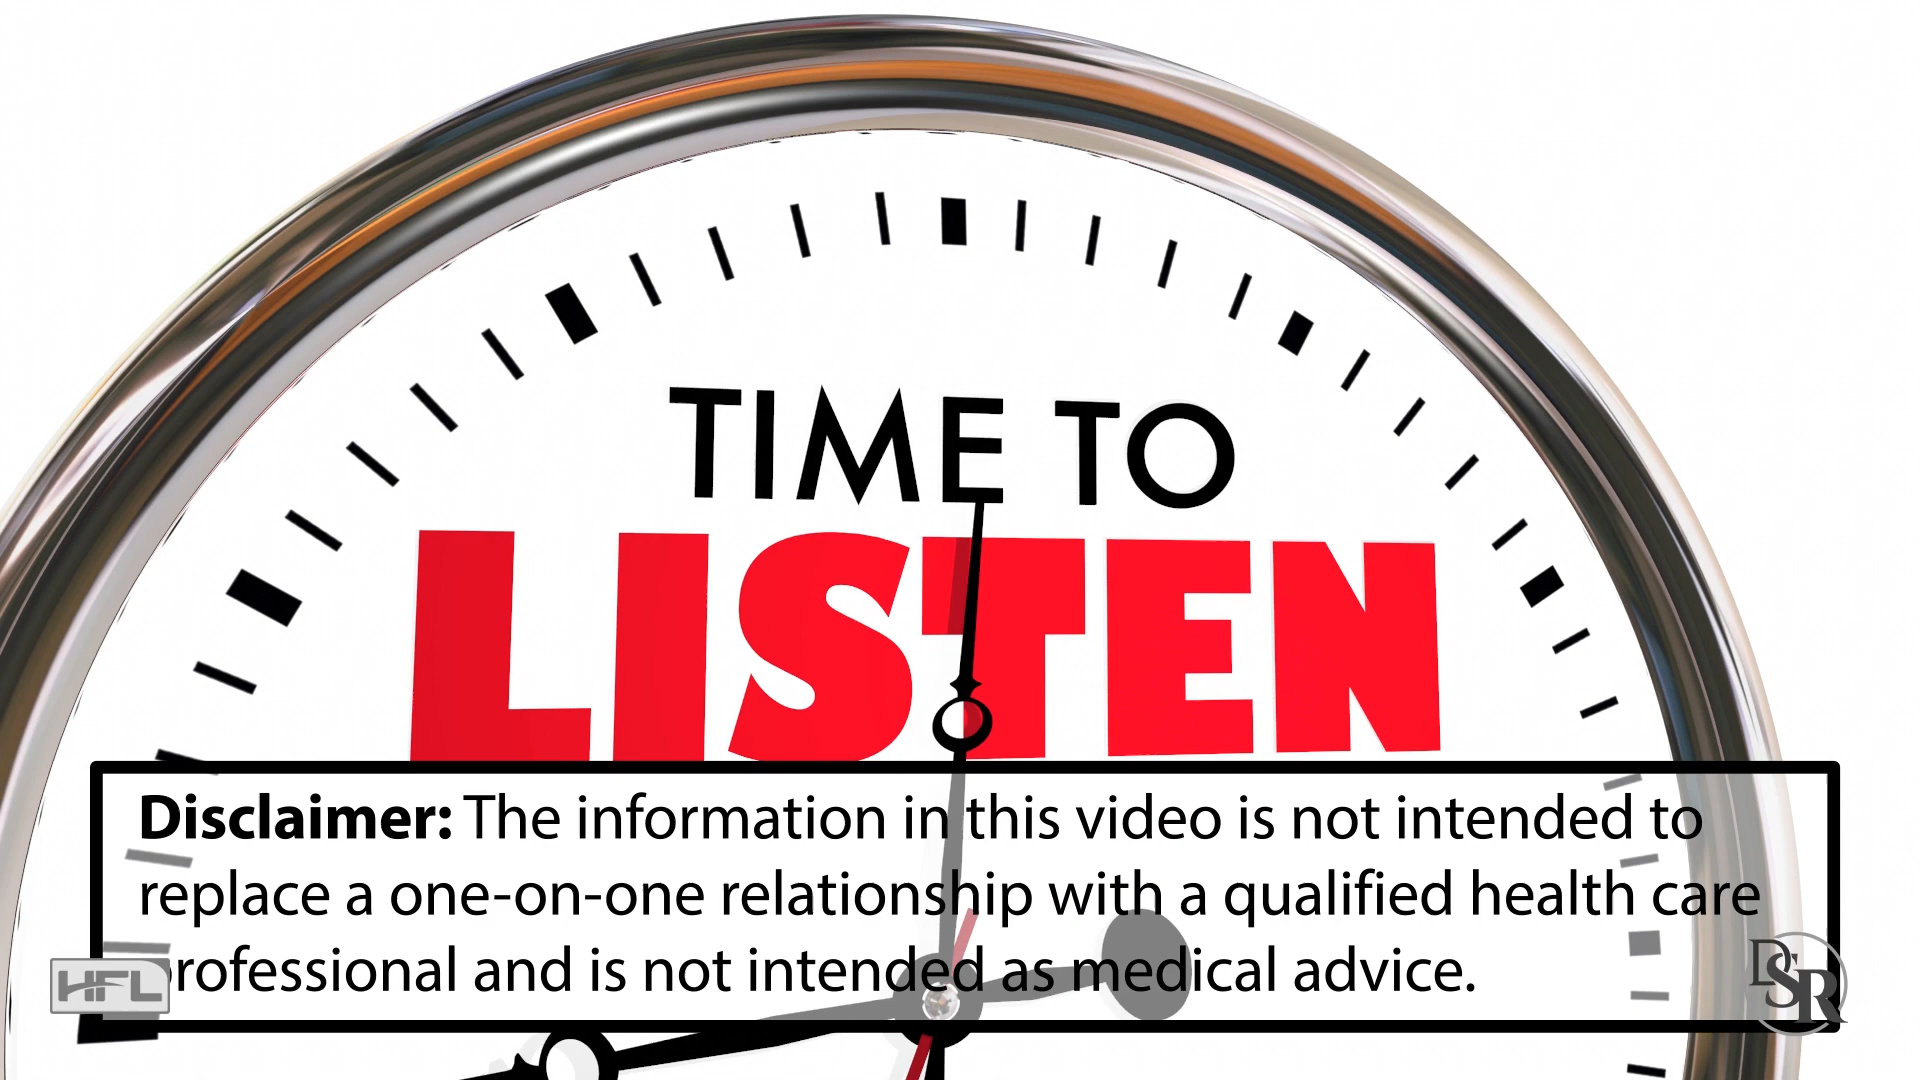 TIME TO
LISTEN
Disclaimer: The information in this video is not intended to
replace a one-on-one relationship with a qualified health care
professional and is not intended as medical advice.
HFL
DSR